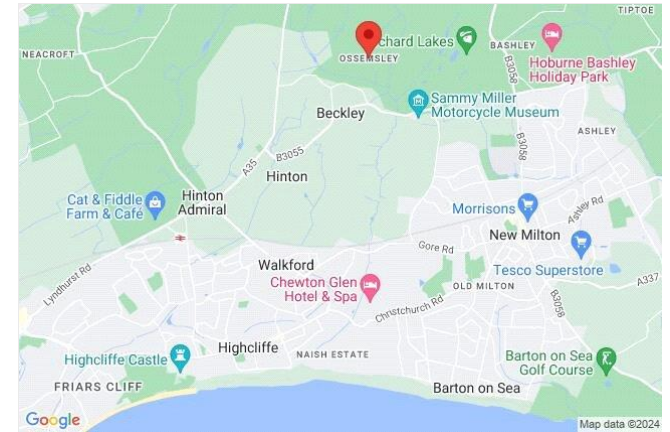 TIPTOE
NEACROFT
chard Lakes
BASHLEY
OSSEMSLEY
B3058
Hoburne Bashley
Holiday Park
Sammy Miller
Motorcycle Museum
Beckley
ASHLEY
B3055
A35
B3058
Hinton
Cat & Fiddle
Farm & Café
Hinton
Admiral
Morrisons
Ashley Rd
New Milton
Gore Rd
Walkford
Tesco Superstore
Lyndhurst Rd
Chewton Glen
Hotel & Spa
OLD MILTON
A337
Christchurch Rd
B3058
Highcliffe
NAISH ESTATE
Highcliffe Castle
Barton on Sea
Golf Course
FRIARS CLIFF
Barton on Sea
Google
Map data ©2024